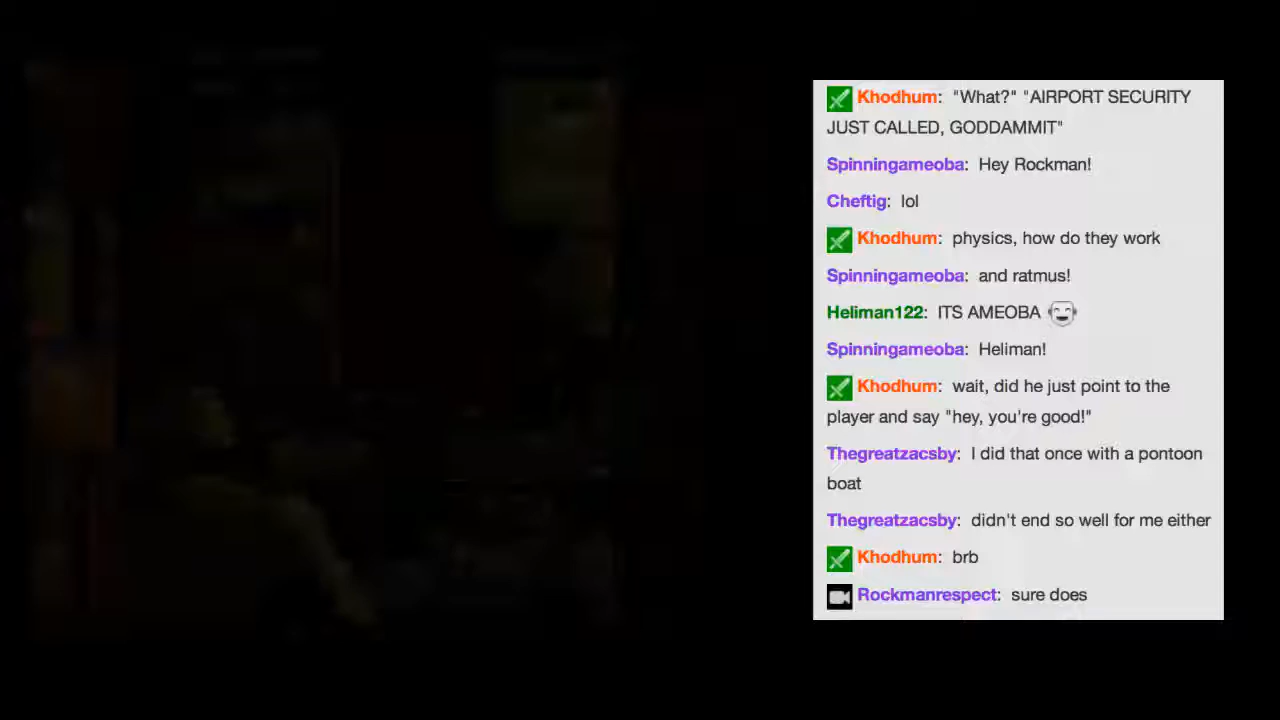 Khodhum: "What?" "AIRPORT SECURITY
JUST CALLED, GODDAMMIT"
Spinningameoba: Hey Rockman!
Cheftig: lol
Khodhum: physics, how do they work
Spinningameoba: and ratmus!
Heliman122: ITS AMEOBA
Spinningameoba: Heliman!
Khodhum: wait, did he just point to the
player and say "hey, you're good!"
Thegreatzacsby: I did that once with a pontoon
boat
Thegreatzacsby: didn't end so well for me either
Khodhum: brb
Rockmanrespect: sure does